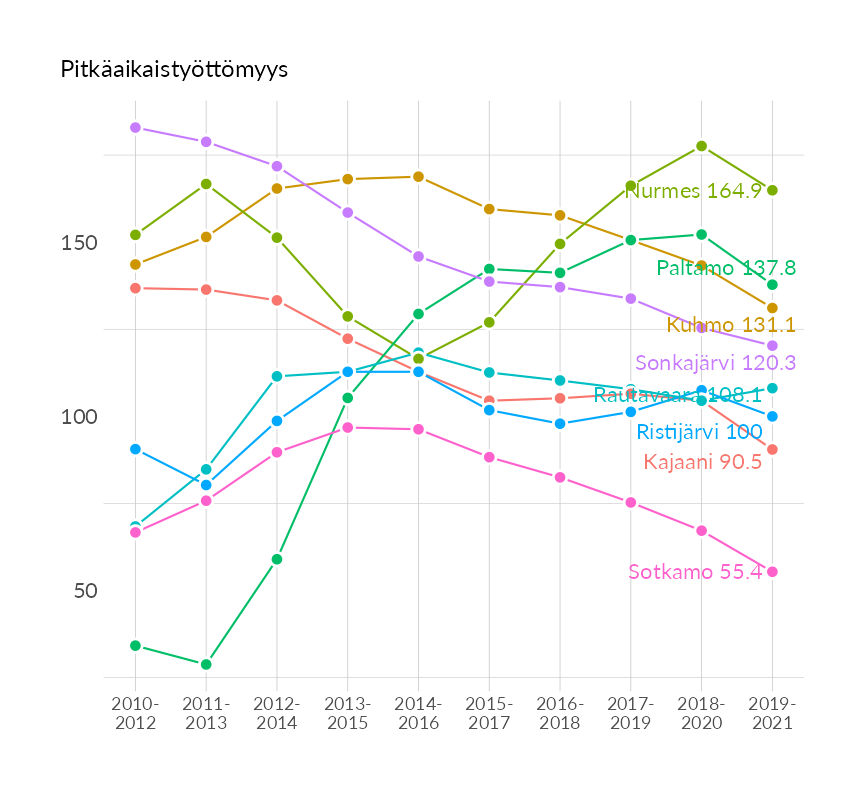 Pitkäaikaistyöttömyys
150
100
50
Nurmes 164.9
Paltamo 137.8
Kuhmo 131.1
Sonkajärvi 120.3
Rautavaara 108.1
Ristijärvi 100
Kajaani 90.5
Sotkamo 55.4
2010-
2012
2011-
2013
2012-
2014
2013-
2015
2014-
2016
2015-
2017
2016-
2018
2017-
2019
2018-
2020
2019-
2021